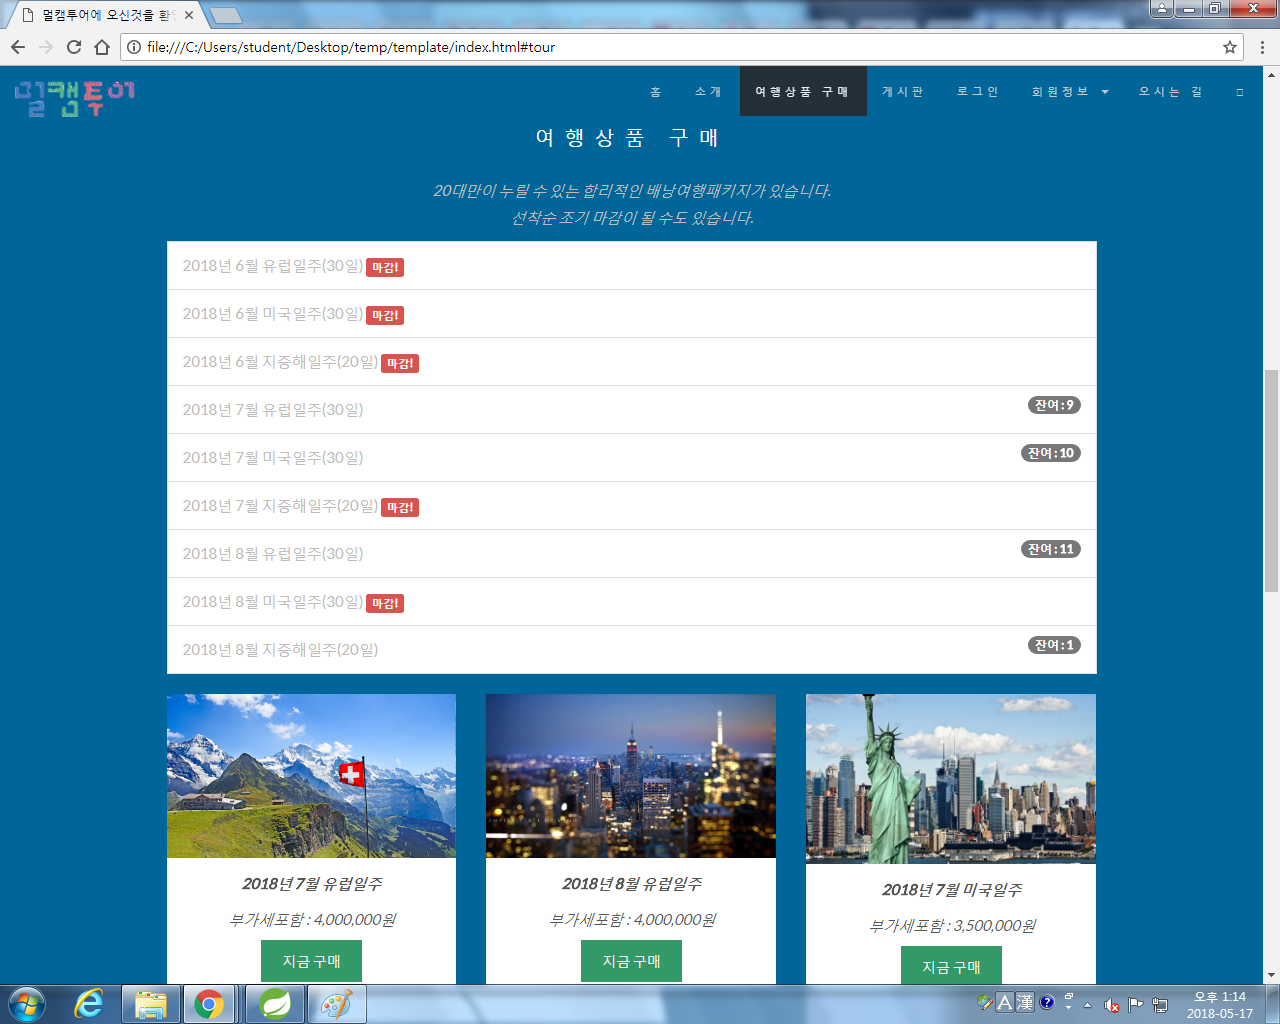 멀캠투어에 오신것을 환영
file:///C:/Users/student/Desktop/temp/template/index.html#tour
멀캠투어
홈 소개 여행상품 구매 게시판 로그인 회원정보 오시는 길
여행상품 구매
20대만이 누릴 수 있는 합리적인 배낭여행패키지가 있습니다.
선착순 조기 마감이 될 수도 있습니다.
2018년 6월 유럽일주(30일) 마감!
2018년 6월 미국일주(30일) 마감!
2018년 6월 지중해일주(20일) 마감!
2018년 7월 유럽일주(30일) 잔여 : 9
2018년 7월 미국일주(30일) 잔여 : 10
2018년 7월 지중해일주(20일) 마감!
2018년 8월 유럽일주(30일) 잔여 : 11
2018년 8월 미국일주(30일) 마감!
2018년 8월 지중해일주(20일) 잔여 : 1
2018년 7월 유럽일주
부가세포함 : 4,000,000원
지금 구매
2018년 8월 유럽일주
부가세포함 : 4,000,000원
지금 구매
2018년 7월 미국일주
부가세포함 : 3,500,000원
지금 구매
A 漢
오후 1:14
2018-05-17